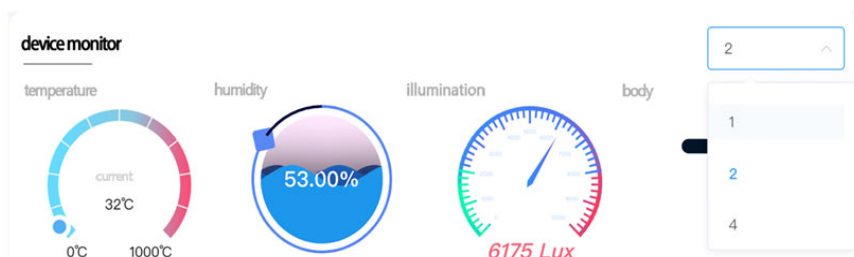 device monitor
2
temperature
humidity
illumination
body
1
current
53.00%
2
32℃
4
0℃
1000℃
6175 Lux